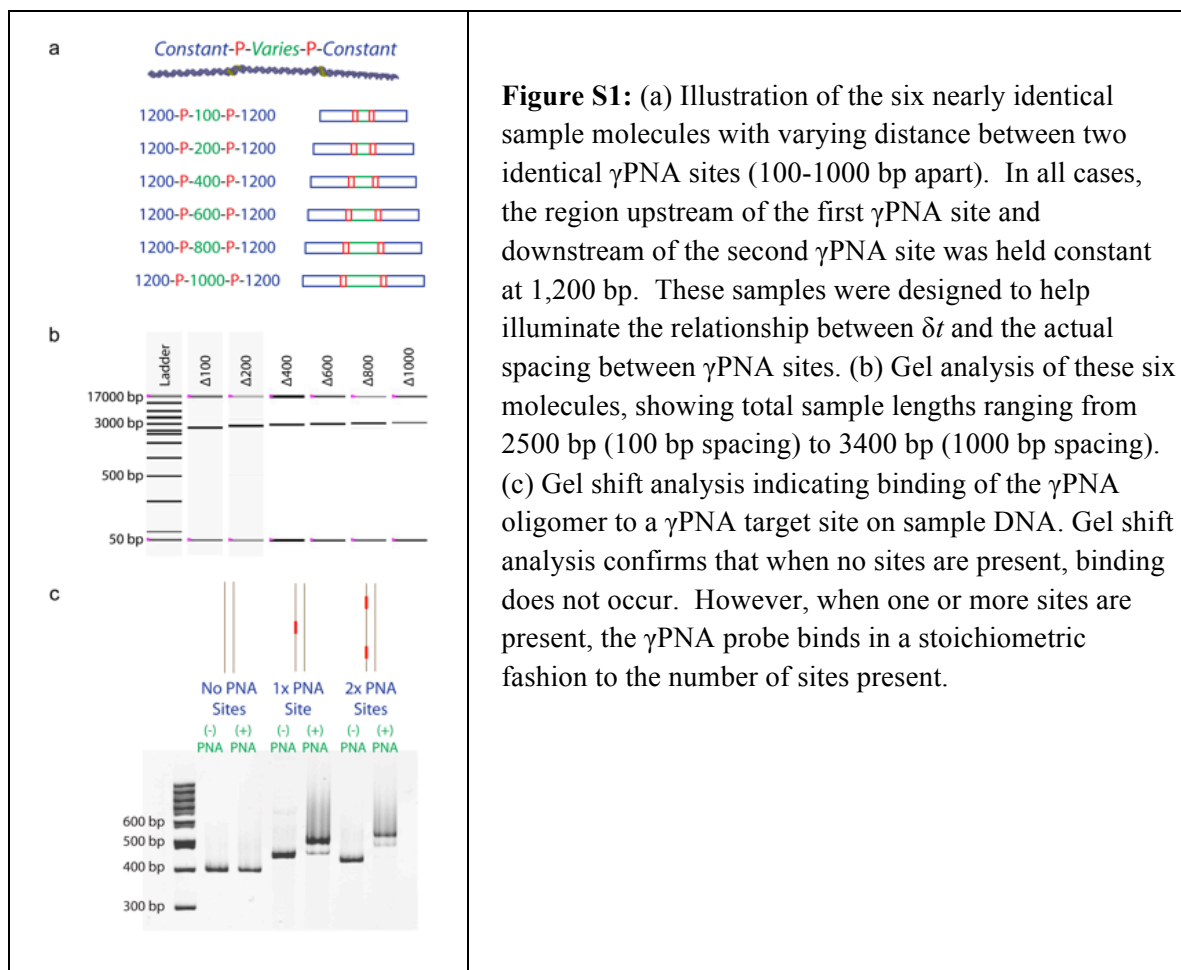 a
Constant-P-Varies-P-Constant
1200-P-100-P-1200
1200-P-200-P-1200
1200-P-400-P-1200
1200-P-600-P-1200
1200-P-800-P-1200
1200-P-1000-P-1200
b
Ladder
Δ100
Δ200
Δ400
Δ600
Δ800
Δ1000
17000 bp
3000 bp
500 bp
50 bp
c
No PNA 1x PNA 2x PNA
Sites Site Sites
(-) (+) (-) (+) (-) (+)
PNA PNA PNA PNA PNA PNA
600 bp
500 bp
400 bp
300 bp
Figure S1: (a) Illustration of the six nearly identical
sample molecules with varying distance between two
identical γPNA sites (100-1000 bp apart). In all cases,
the region upstream of the first γPNA site and
downstream of the second γPNA site was held constant
at 1,200 bp. These samples were designed to help
illuminate the relationship between δt and the actual
spacing between γPNA sites. (b) Gel analysis of these six
molecules, showing total sample lengths ranging from
2500 bp (100 bp spacing) to 3400 bp (1000 bp spacing).
(c) Gel shift analysis indicating binding of the γPNA
oligomer to a γPNA target site on sample DNA. Gel shift
analysis confirms that when no sites are present, binding
does not occur. However, when one or more sites are
present, the γPNA probe binds in a stoichiometric
fashion to the number of sites present.